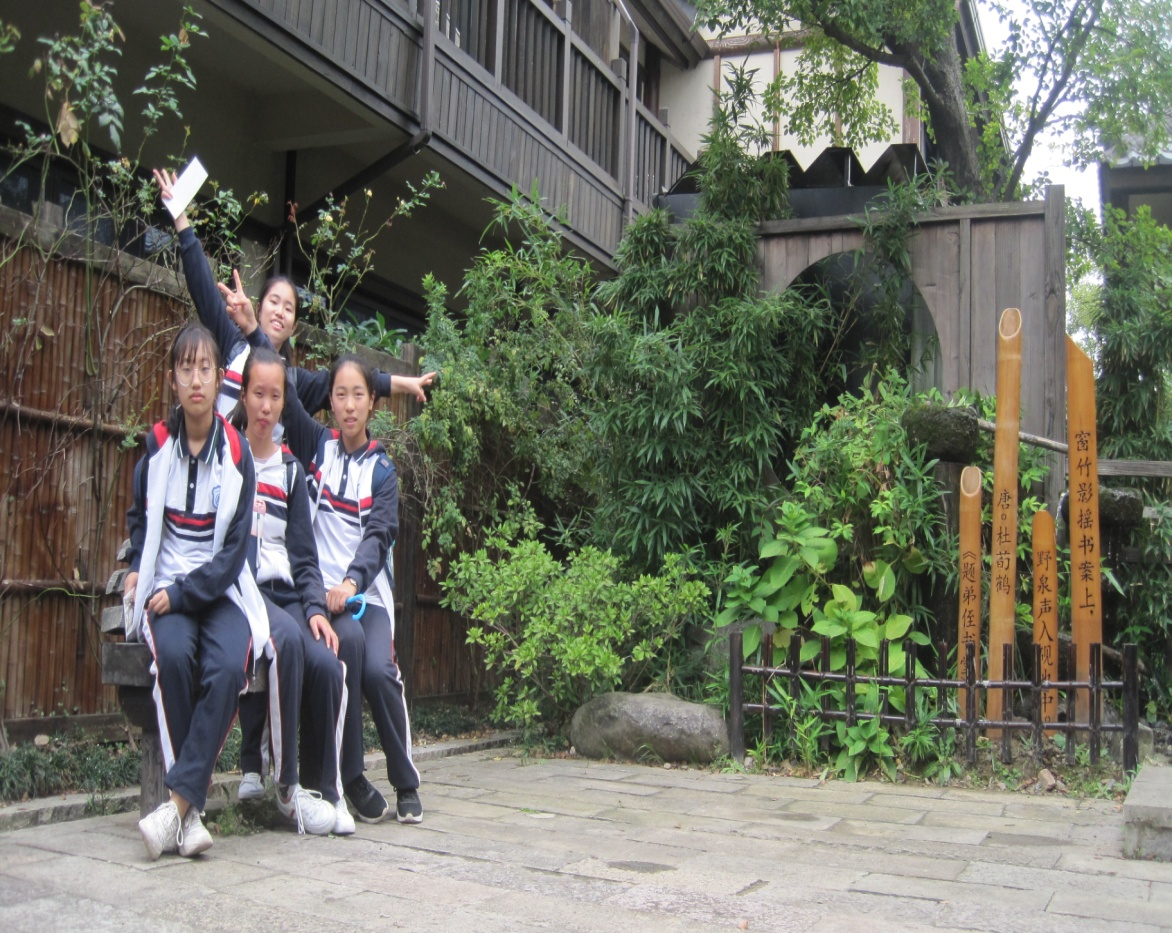 窗竹影摇书案上，
野泉声入砚池中
唐。杜荀鹤
《题弟侄书